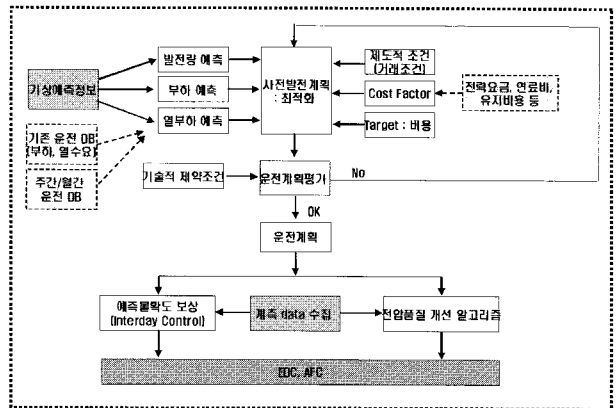 발전량 예측
부하 예측
열부하 예측
기상예측정보
기존 운전 DB
(부하, 열수요)
주간/월간
운전 DB
사전발전계획
: 최적화
제도적 조건
(거래조건)
Cost Factor
전력요금, 연료비,
유지비용 등
Target : 비용
기술적 제약조건
운전계획평가
No
OK
운전계획
예측불확도 보상
(Interday Control)
계측 data 수집
전압품질 개선 알고리즘
EDC, AFC